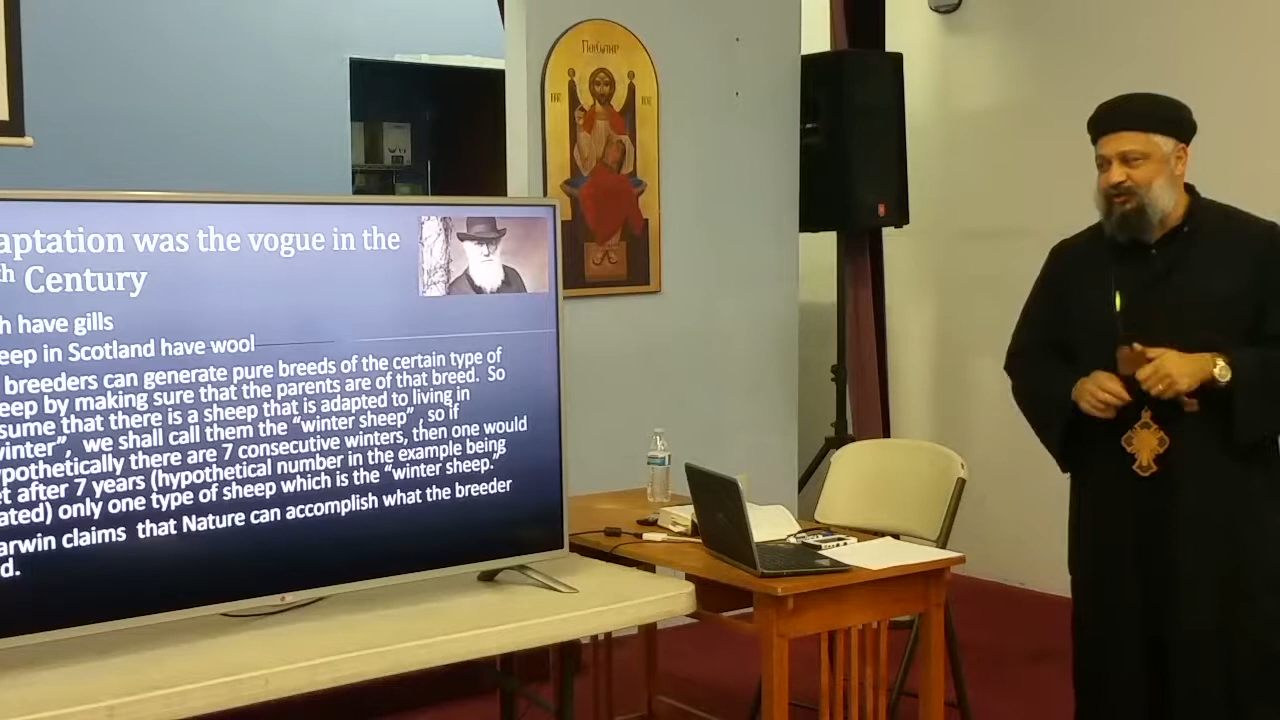 aptation was the vogue in the
th Century
h have gills
eep in Scotland have wool
breeders can generate pure breeds of the certain type of
eep by making sure that the parents are of that breed. So
sume that there is a sheep that is adapted to living in
vinter", we shall call them the "winter sheep" , so if
pothetically there are 7 consecutive winters, then one would
t after 7 years (hypothetical number in the example being
ated) only one type of sheep which is the "winter sheep."
arwin claims that Nature can accomplish what the breeder
d.